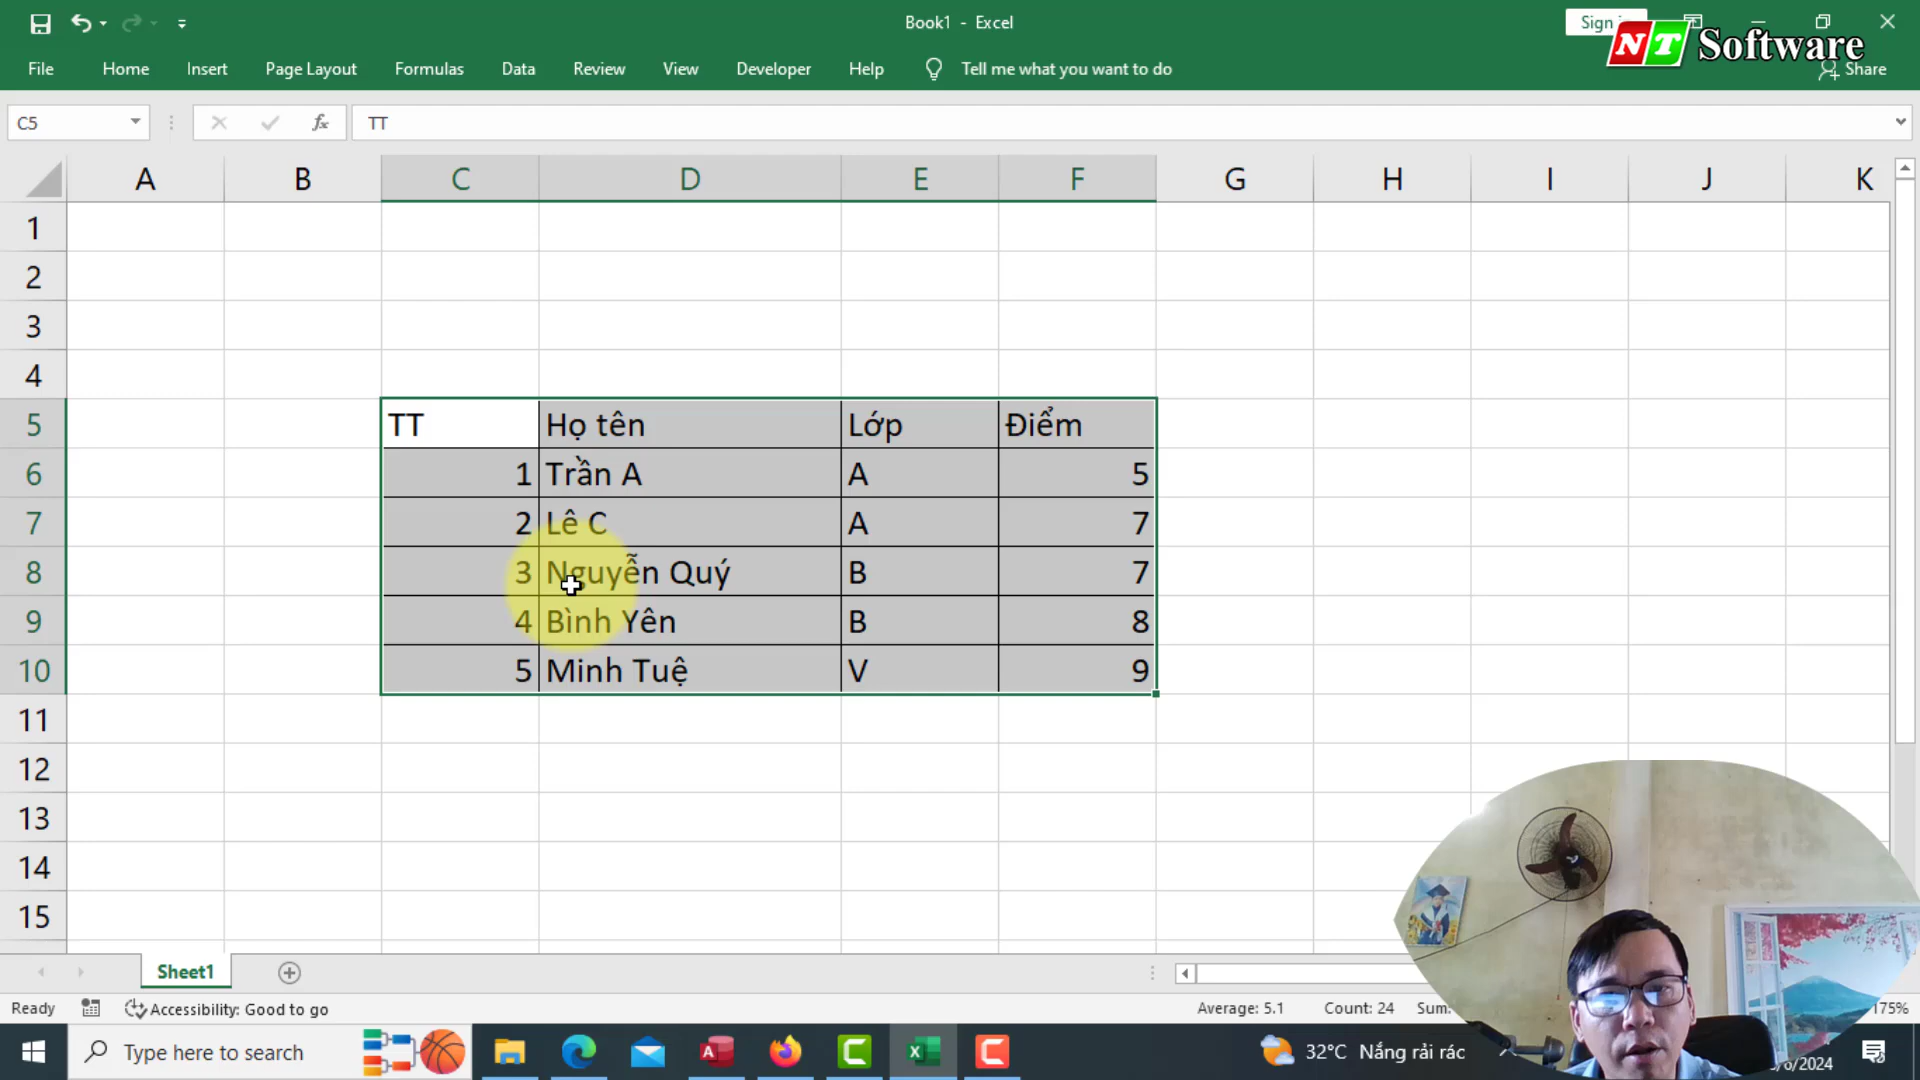 Book1 - Excel
Sign i
NT Software
File Home Insert Page Layout Formulas Data Review View Developer Help Tell me what you want to do Share
C5 fx TT
A B C D E F G H I J K
1
2
3
4
5 TT Họ tên Lớp Điểm
6 1 Trần A A 5
7 2 Lê C A 7
8 3 Nguyễn Quý B 7
9 4 Bình Yên B 8
10 5 Minh Tuệ V 9
11
12
13
14
15
Sheet1
Ready Accessibility: Good to go Average: 5.1 Count: 24 Sum: 175%
Type here to search 32°C Nắng rải rác
/6/2024